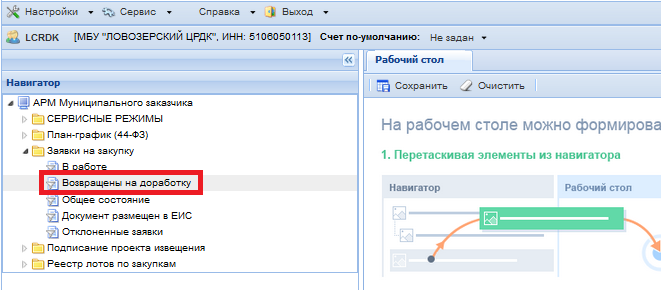 Настройки Сервис Справка Выход
LCRDK [МБУ "ЛОВОЗЕРСКИЙ ЦРДК", ИНН: 5106050113] Счет по-умолчанию: Не задан
Рабочий стол
Навигатор
Сохранить Очистить
АРМ Муниципального заказчика
СЕРВИСНЫЕ РЕЖИМЫ
План-график (44-ФЗ)
Заявки на закупку
В работе
Возвращены на доработку
Общее состояние
Документ размещен в ЕИС
Отклоненные заявки
Подписание проекта извещения
Реестр лотов по закупкам
На рабочем столе можно формирова
1. Перетаскивая элементы из навигатора
Навигатор Рабочий стол